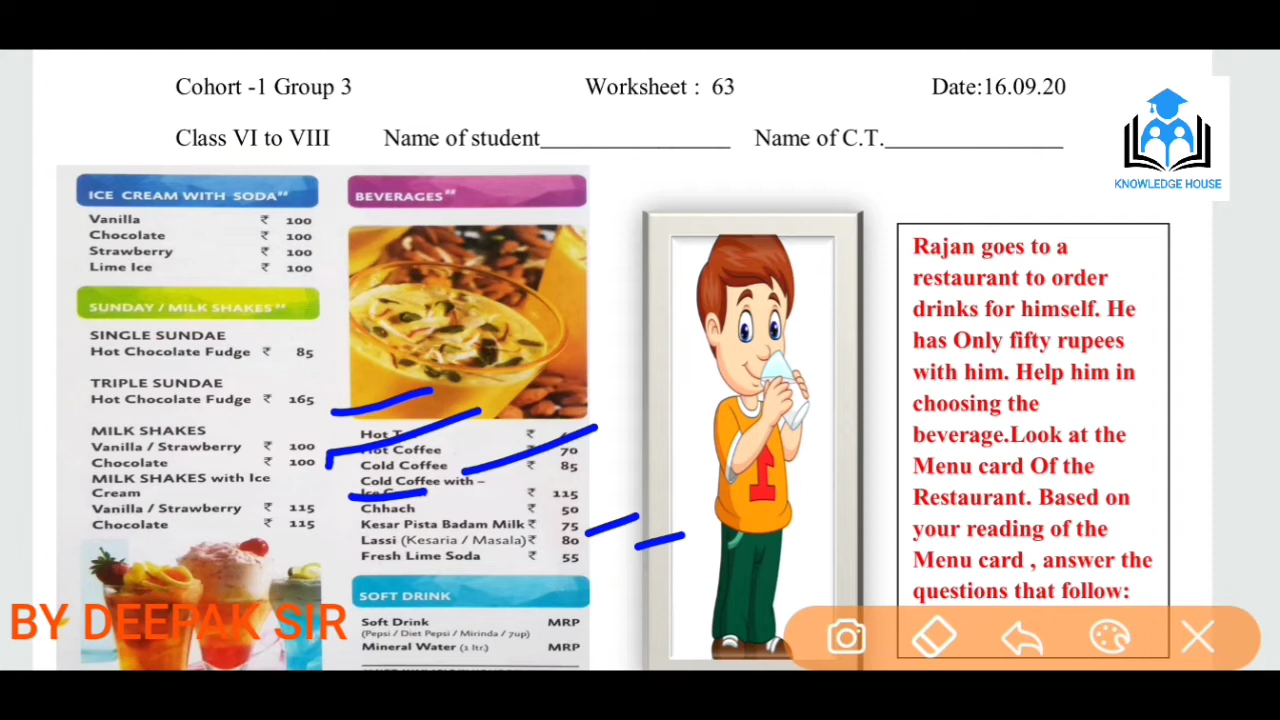 Cohort -1 Group 3 Worksheet : 63 Date:16.09.20
Class VI to VIII Name of student________________ Name of C.T._______________
KNOWLEDGE HOUSE
ICE CREAM WITH SODA
Vanilla ₹ 100
Chocolate ₹ 100
Strawberry ₹ 100
Lime Ice ₹ 100
SUNDAY / MILK SHAKES
SINGLE SUNDAE
Hot Chocolate Fudge ₹ 85
TRIPLE SUNDAE
Hot Chocolate Fudge ₹ 165
MILK SHAKES
Vanilla / Strawberry ₹ 100
Chocolate ₹ 100
MILK SHAKES with Ice
Cream
Vanilla / Strawberry ₹ 115
Chocolate ₹ 115
BEVERAGES
Hot ₹
Hot Coffee ₹ 70
Cold Coffee ₹ 85
Cold Coffee with –
₹ 115
Chhach ₹ 50
Kesar Pista Badam Milk ₹ 75
Lassi (Kesaria / Masala) ₹ 80
Fresh Lime Soda ₹ 55
SOFT DRINK
Soft Drink MRP
(Pepsi / Diet Pepsi / Mirinda / 7up)
Mineral Water (1 ltr.) MRP
Rajan goes to a
restaurant to order
drinks for himself. He
has Only fifty rupees
with him. Help him in
choosing the
beverage.Look at the
Menu card Of the
Restaurant. Based on
your reading of the
Menu card , answer the
questions that follow:
BY DEEPAK SIR